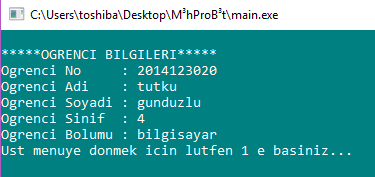 C:\Users\toshiba\Desktop\M³hProB³t\main.exe
*****OGRENCI BILGILERI*****
Ogrenci No     : 2014123020
Ogrenci Adi    : tutku
Ogrenci Soyadi : gunduzlu
Ogrenci Sinif  : 4
Ogrenci Bolumu : bilgisayar
Ust menuye donmek icin lutfen 1 e basiniz...